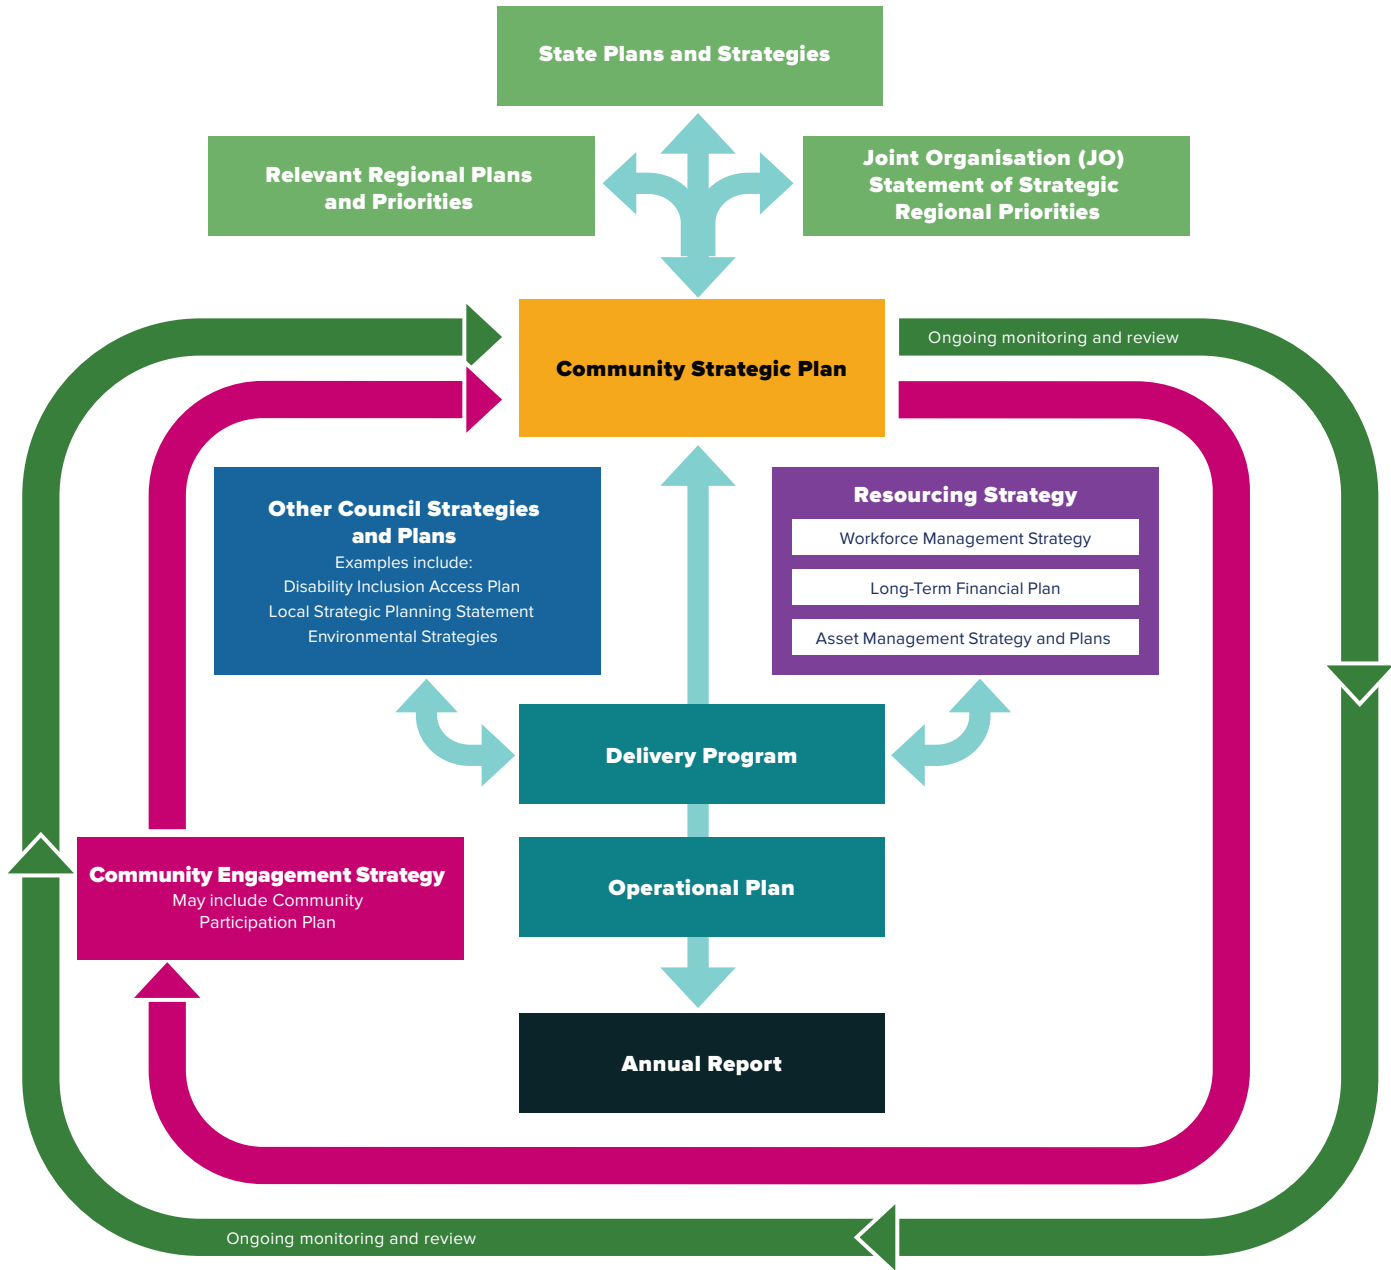 State Plans and Strategies
Relevant Regional Plans
and Priorities
Joint Organisation (JO)
Statement of Strategic
Regional Priorities
Community Strategic Plan
Ongoing monitoring and review
Other Council Strategies
and Plans
Examples include:
Disability Inclusion Access Plan
Local Strategic Planning Statement
Environmental Strategies
Resourcing Strategy
Workforce Management Strategy
Long-Term Financial Plan
Asset Management Strategy and Plans
Delivery Program
Community Engagement Strategy
May include Community
Participation Plan
Operational Plan
Annual Report
Ongoing monitoring and review